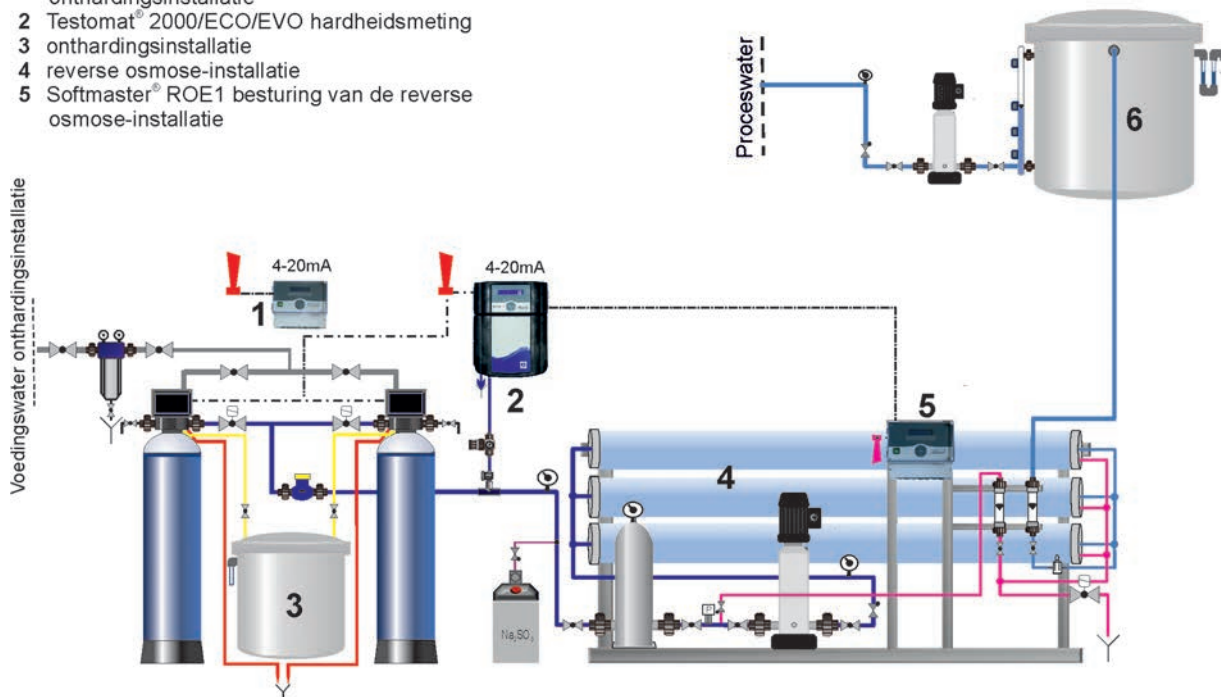 onthardingsinstallatie
2 Testomat® 2000/ECO/EVO hardheidsmeting
3 onthardingsinstallatie
4 reverse osmose-installatie
5 Softmaster® ROE1 besturing van de reverse
osmose-installatie
Proceswater
6
Voedingswater onthardingsinstallatie
4-20mA
1
4-20mA
2
5
4
3
P
Na₂SO₃